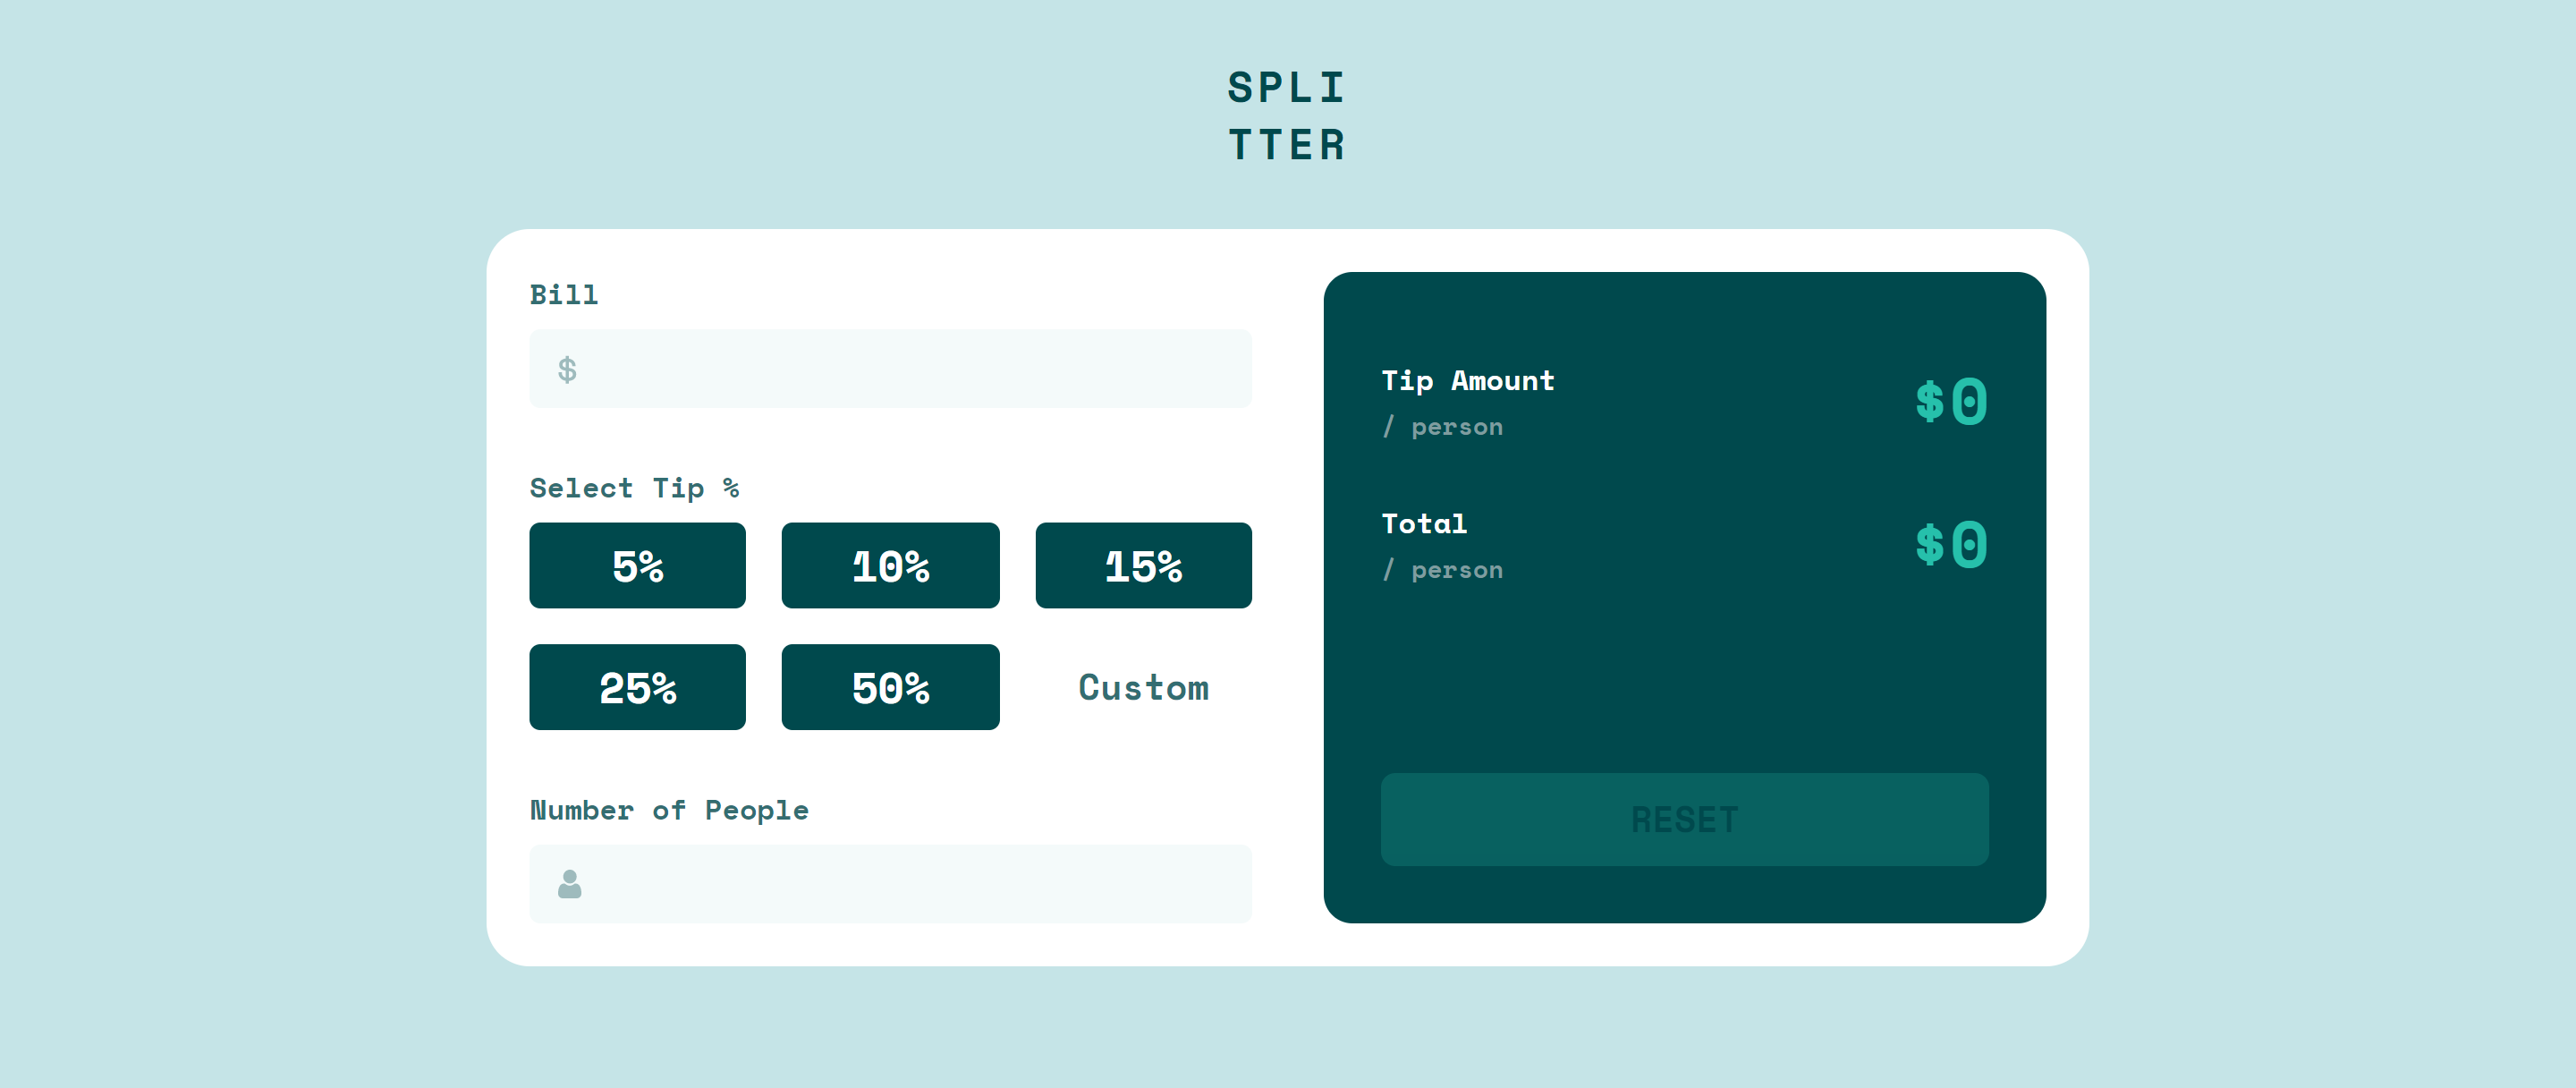 SPLI
TTER
Bill
$
Select Tip %
5%
10%
15%
25%
50%
Custom
Number of People
Tip Amount
/ person
$0
Total
/ person
$0
RESET